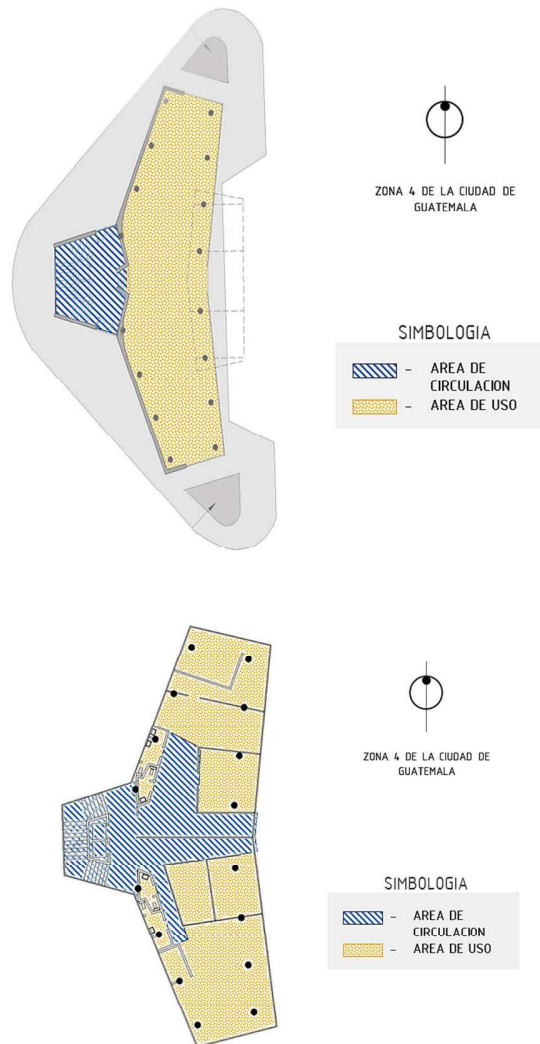 ZONA 4 DE LA CIUDAD DE
GUATEMALA
SIMBOLOGIA
- AREA DE
CIRCULACION
- AREA DE USO
ZONA 4 DE LA CIUDAD DE
GUATEMALA
SIMBOLOGIA
- AREA DE
CIRCULACION
- AREA DE USO